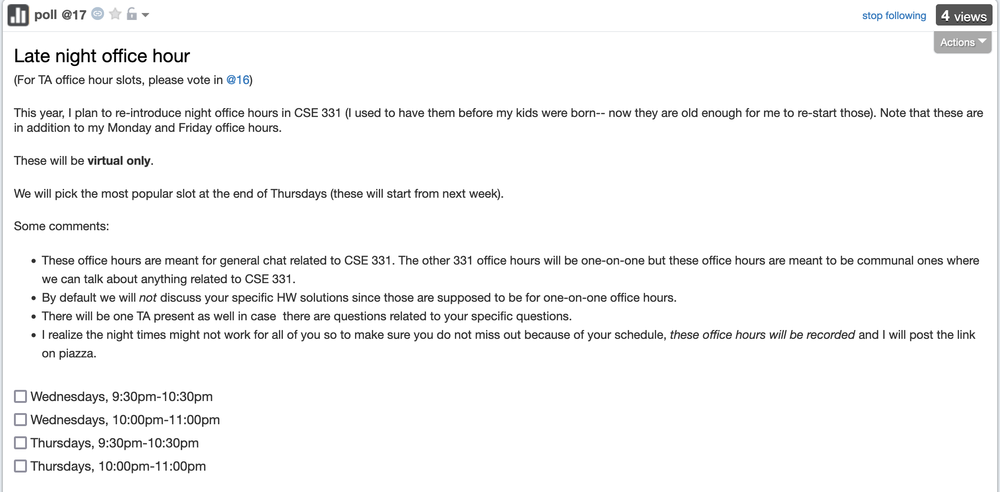 poll @17
stop following
4 views
Actions
Late night office hour
(For TA office hour slots, please vote in @16)
This year, I plan to re-introduce night office hours in CSE 331 (I used to have them before my kids were born-- now they are old enough for me to re-start those). Note that these are
in addition to my Monday and Friday office hours.
These will be virtual only.
We will pick the most popular slot at the end of Thursdays (these will start from next week).
Some comments:
• These office hours are meant for general chat related to CSE 331. The other 331 office hours will be one-on-one but these office hours are meant to be communal ones where
we can talk about anything related to CSE 331.
• By default we will not discuss your specific HW solutions since those are supposed to be for one-on-one office hours.
• There will be one TA present as well in case  there are questions related to your specific questions.
• I realize the night times might not work for all of you so to make sure you do not miss out because of your schedule, these office hours will be recorded and I will post the link
on piazza.
Wednesdays, 9:30pm-10:30pm
Wednesdays, 10:00pm-11:00pm
Thursdays, 9:30pm-10:30pm
Thursdays, 10:00pm-11:00pm